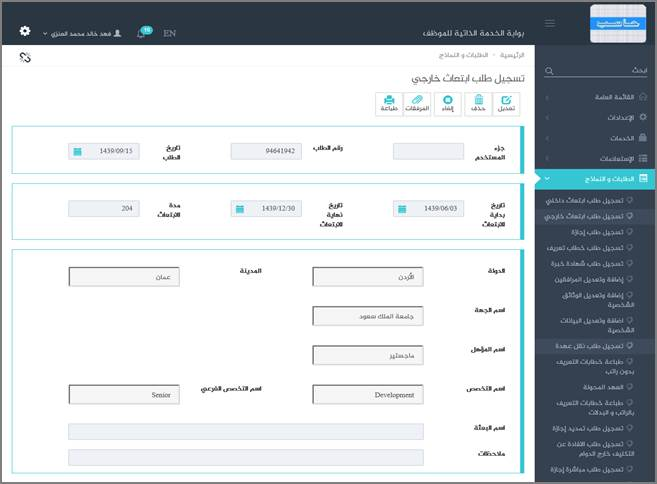 حاسب
بوابة الخدمة الذاتية للموظف
فهد خالد محمد العنزي
16
EN
ابحث
القائمة العامة
الإعدادات
الخدمات
الإستعلامات
الطلبات و النماذج
تسجيل طلب ابتعاث داخلي
تسجيل طلب ابتعاث خارجي
تسجيل طلب إجازة
تسجيل طلب خطاب تعريف
تسجيل طلب شهادة خبرة
إضافة وتعديل المرافقين
إضافة وتعديل الوثائق
الشخصية
اضافة وتعديل البيانات
الشخصية
تسجيل طلب نقل عهدة
طباعة خطابات التعريف
بدون راتب
العهد المحولة
طباعة خطابات التعريف
بالراتب و البدلات
تسجيل طلب تمديد إجازة
تسجيل طلب الافادة عن
التكليف خارج الدوام
تسجيل طلب مباشرة إجازة
الرئيسية - الطلبات و النماذج
تسجيل طلب ابتعاث خارجي
تعديل حذف إلغاء المرفقات طباعة
جزء المستخدم
رقم الطلب 94641942
تاريخ الطلب 1439/09/15
تاريخ بداية الابتعاث 1439/06/03
تاريخ نهاية الابتعاث 1439/12/30
مدة الابتعاث 204
الدولة الأردن المدينة عمان
اسم الجهة جامعة الملك سعود
اسم المؤهل ماجستير
اسم التخصص Development اسم التخصص الفرعي Senior
اسم البعثة
ملاحظات